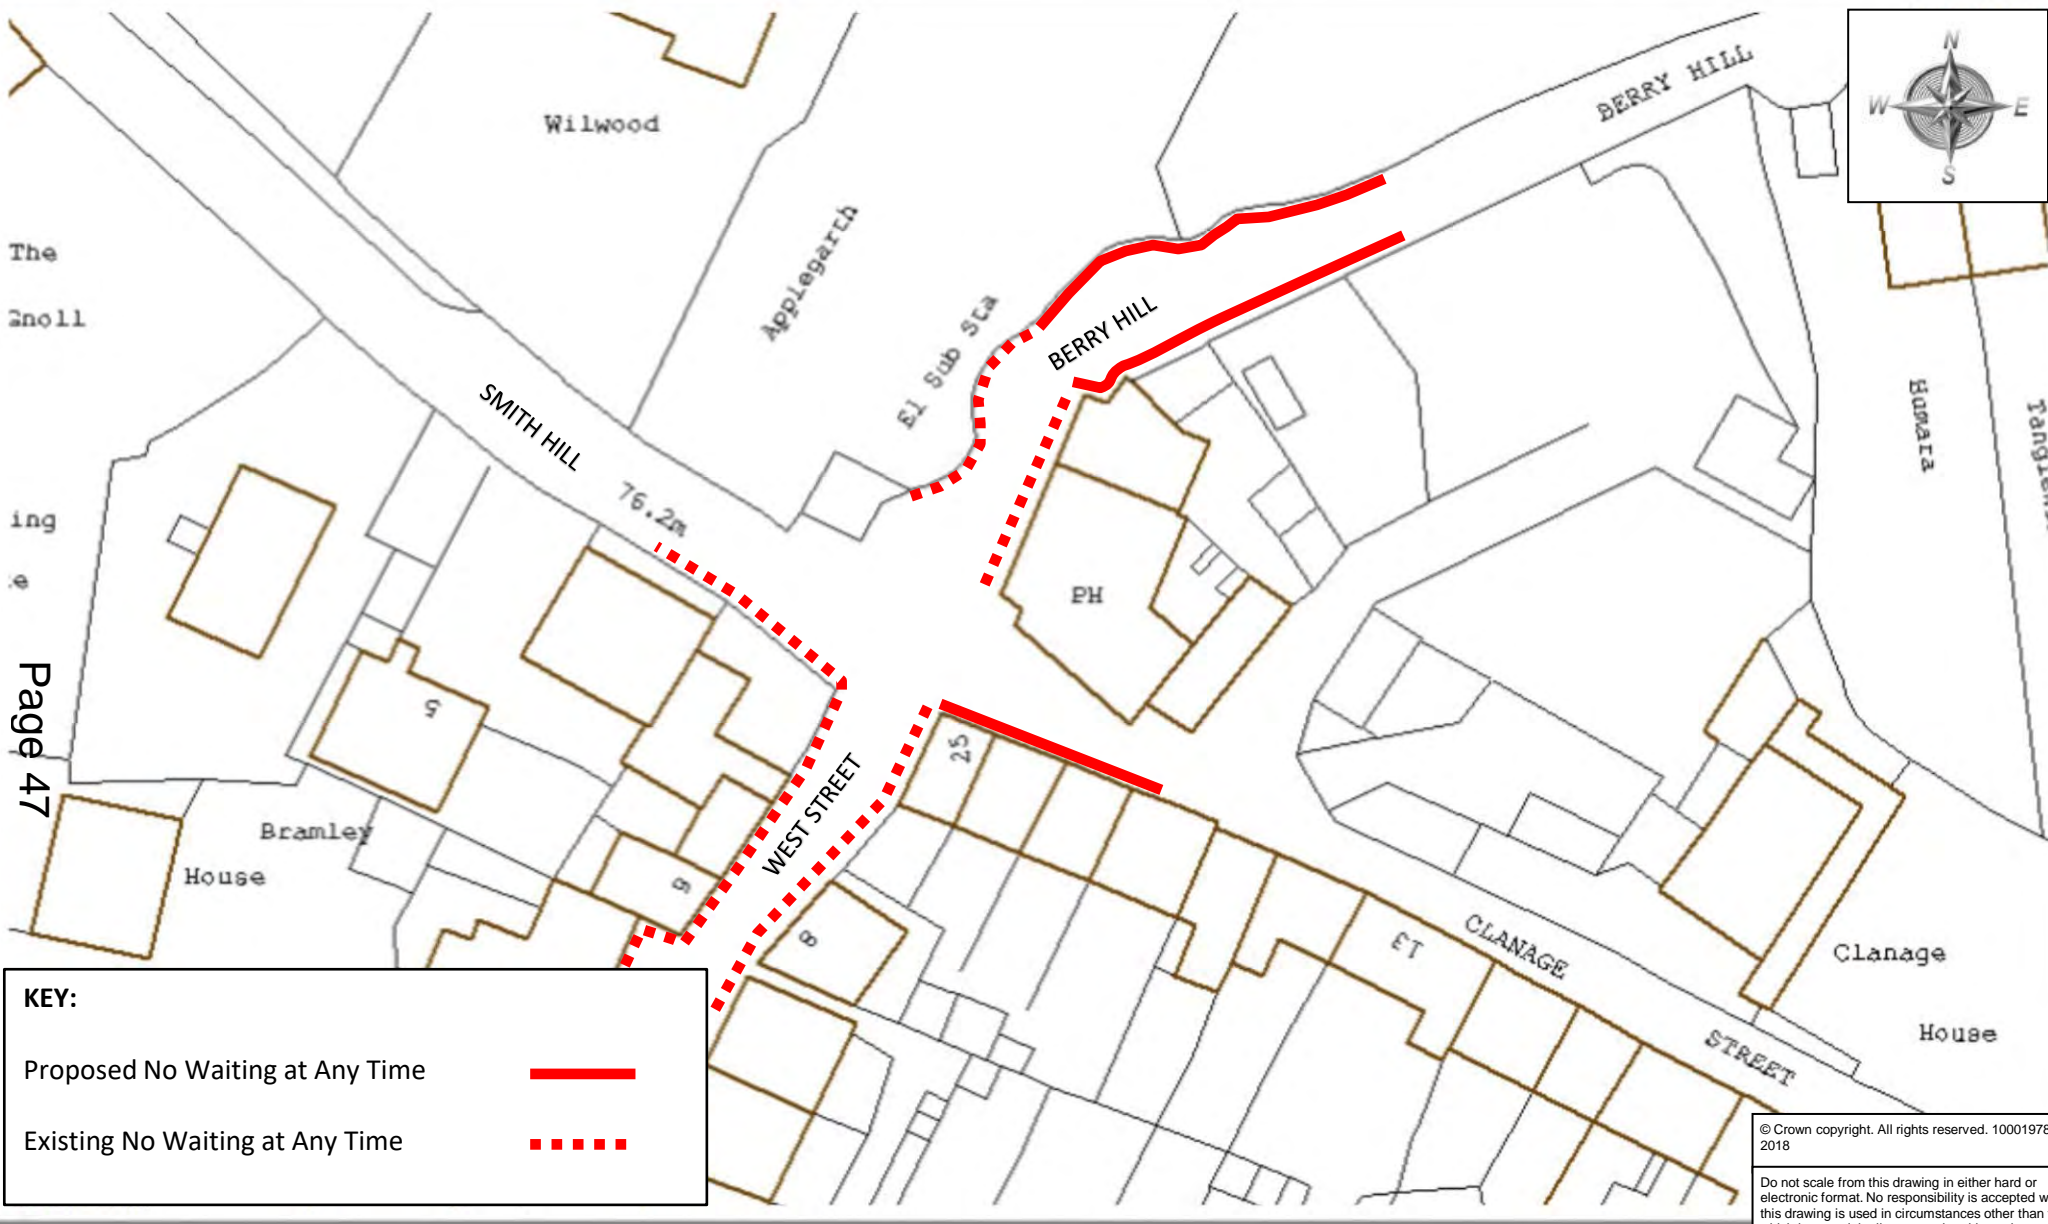 BERRY HILL
N
W
E
S
Wilwood
The
Applegarth
El Sub Sta
BERRY HILL
SMITH HILL
76.2m
Humara
ing
PH
Page 47
5
25
WEST STREET
Bramley
House
6
8
13
CLANAGE
STREET
Clanage
House
KEY:
Proposed No Waiting at Any Time
Existing No Waiting at Any Time
© Crown copyright. All rights reserved. 10001978
2018
Do not scale from this drawing in either hard or
electronic format. No responsibility is accepted
this drawing is used in circumstances other than